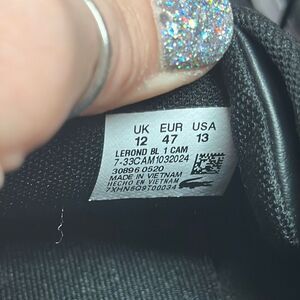 UK EUR USA
12 47 13
LEROND BL 1 CAM
7-33CAM1032024
30896 0520
MADE IN VIETNAM
HECHO EN VIETNAM
7XHN6Q9T00034